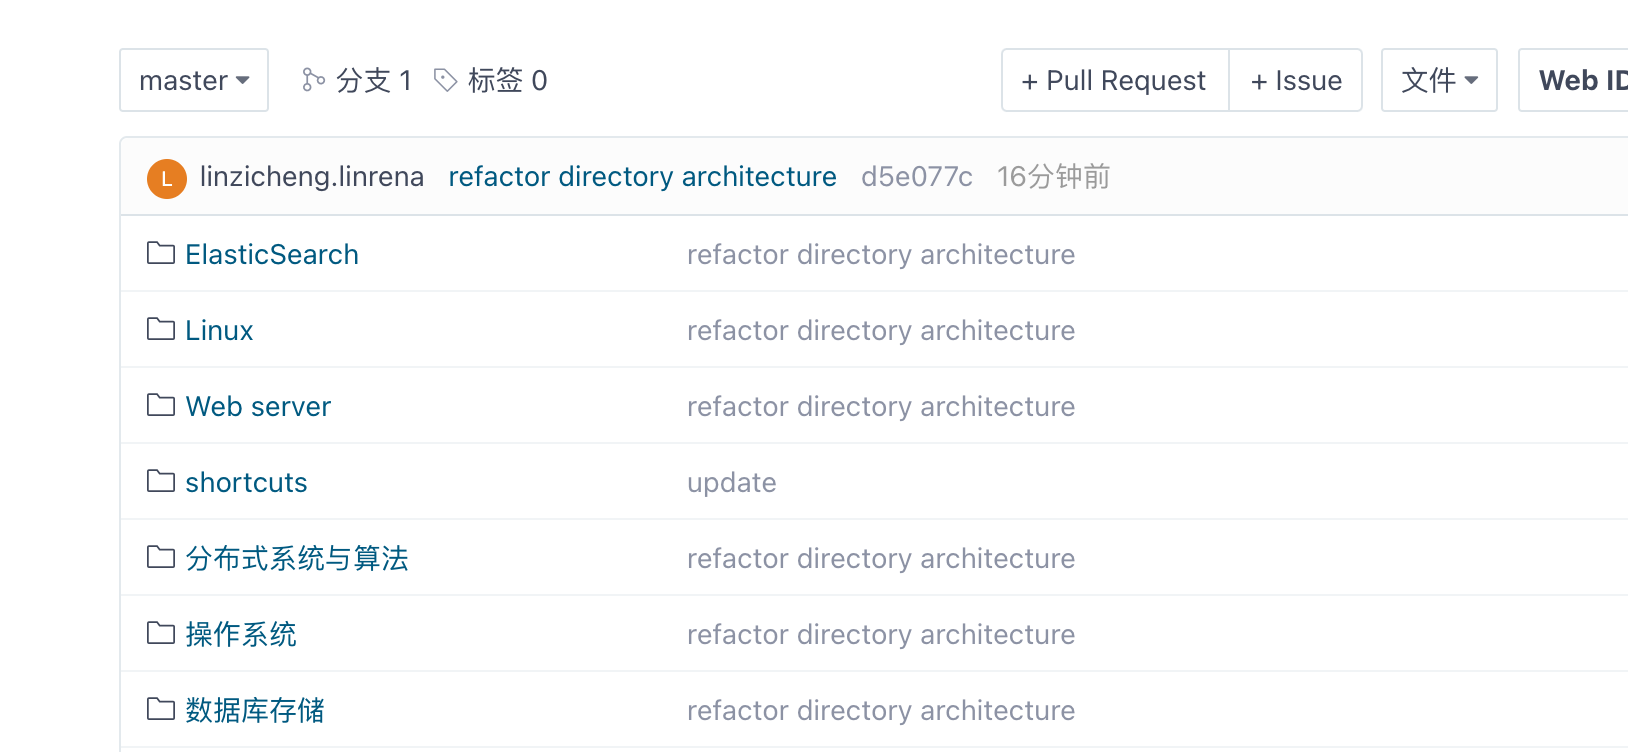 master 分支 1 标签 0 + Pull Request + Issue 文件 Web ID
L linzicheng.linrena refactor directory architecture d5e077c 16分钟前
ElasticSearch refactor directory architecture
Linux refactor directory architecture
Web server refactor directory architecture
shortcuts update
分布式系统与算法 refactor directory architecture
操作系统 refactor directory architecture
数据库存储 refactor directory architecture